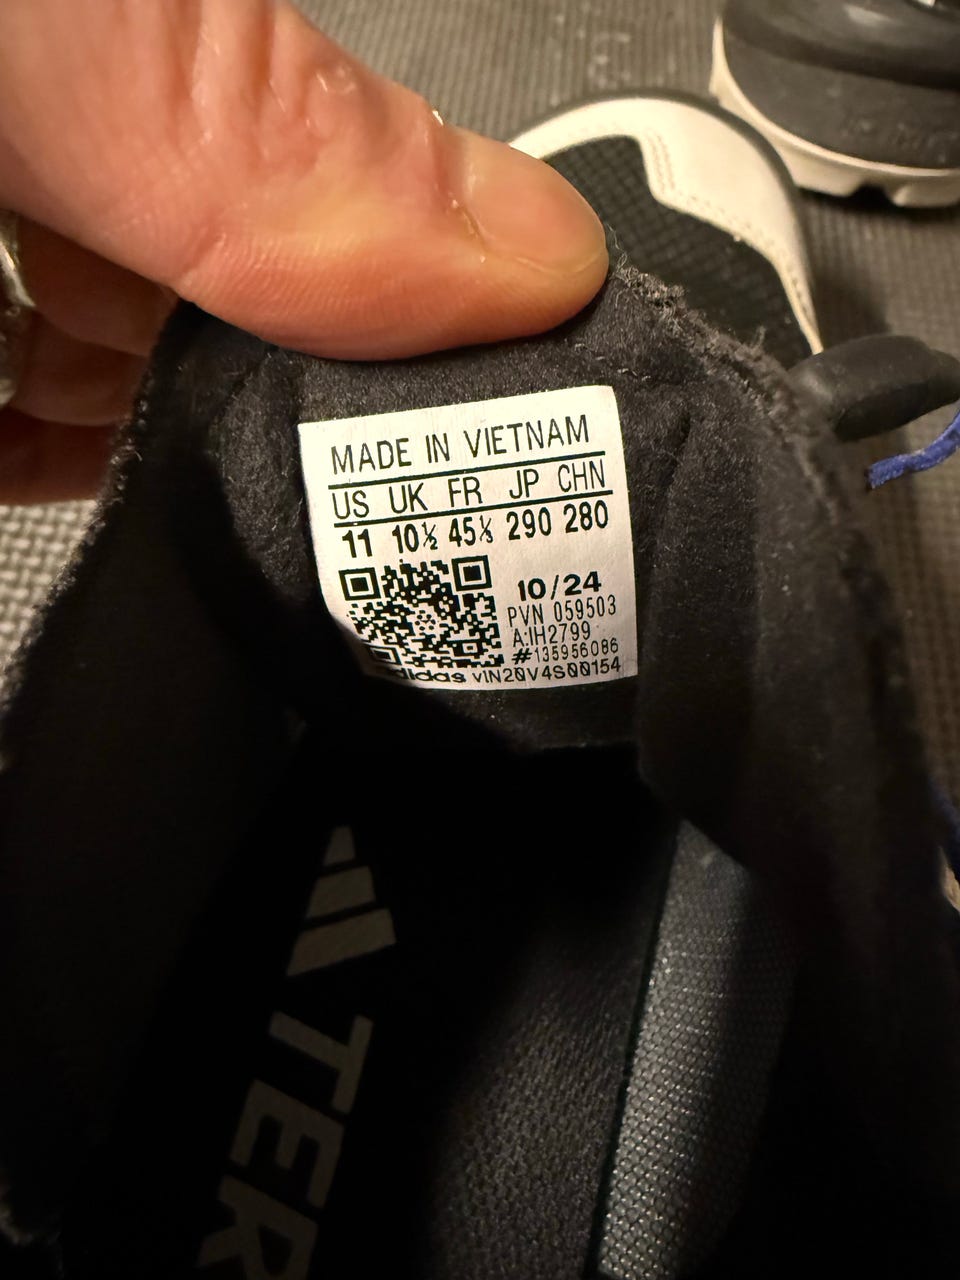 MADE IN VIETNAM
US UK FR JP CHN
11 10½ 45⅓ 290 280
10/24
PVN 059503
A:IH2799
#135956086
adidas VIN20V4S00154
TER